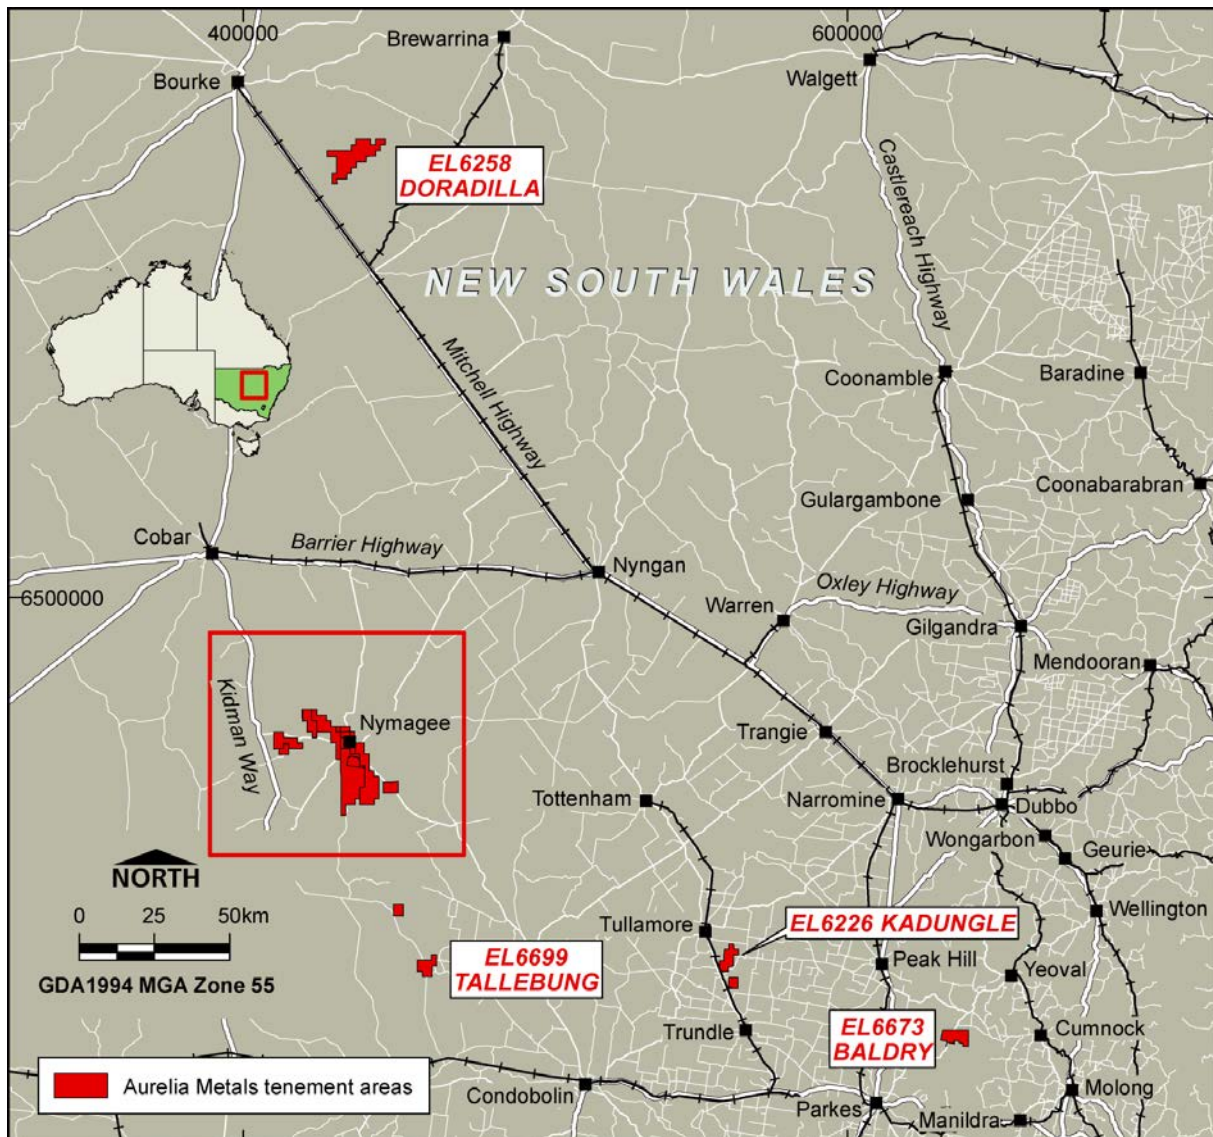 400000
600000
Brewarrina
Bourke
Walgett
EL6258
DORADILLA
Castlereach Highway
NEW SOUTH WALES
Mitchell Highway
Coonamble
Baradine
Gulargambone
Coonabarabran
Cobar
Barrier Highway
Nyngan
6500000
Oxley Highway
Warren
Gilgandra
Mendooran
Kidman Way
Nymagee
Trangie
Brocklehurst
Tottenham
Narromine
Dubbo
Wongarbon
Geurie
NORTH
0 25 50km
GDA1994 MGA Zone 55
Tullamore
EL6226 KADUNGLE
Wellington
EL6699
TALLEBUNG
Peak Hill
Yeoval
Trundle
EL6673
BALDRY
Cumnock
Aurelia Metals tenement areas
Condobolin
Parkes
Molong
Manildra